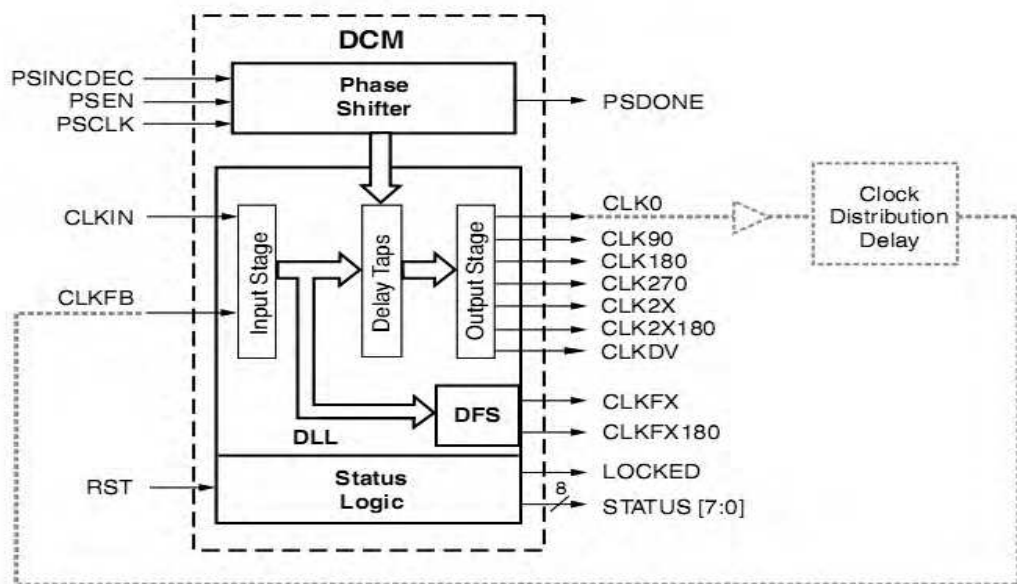 DCM
PSINCDEC
PSEN
PSCLK
Phase
Shifter
PSDONE
CLKIN
CLKFB
Input Stage
Delay Taps
Output Stage
CLK0
CLK90
CLK180
CLK270
CLK2X
CLK2X180
CLKDV
Clock
Distribution
Delay
DFS
DLL
CLKFX
CLKFX180
RST
Status
Logic
LOCKED
8
STATUS [7:0]